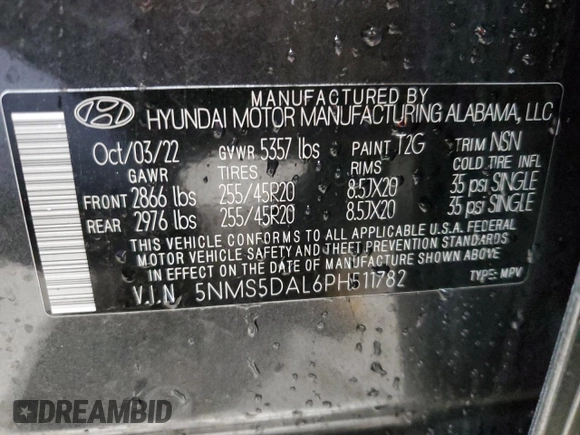 MANUFACTURED BY
HYUNDAI MOTOR MANUFACTURING ALABAMA, LLC
Oct/03/22 GVWR 5357 lbs PAINT T2G TRIM NSN
GAWR TIRES RIMS COLD TIRE INFL
FRONT 2866 lbs 255/45R20 8.5JX20 35 psi SINGLE
REAR 2976 lbs 255/45R20 8.5JX20 35 psi SINGLE
THIS VEHICLE CONFORMS TO ALL APPLICABLE U.S.A. FEDERAL
MOTOR VEHICLE SAFETY AND THEFT PREVENTION STANDARDS
IN EFFECT ON THE DATE OF MANUFACTURE SHOWN ABOVE.
V.I.N 5NMS5DAL6PH511782 TYPE: MPV
DREAMBID